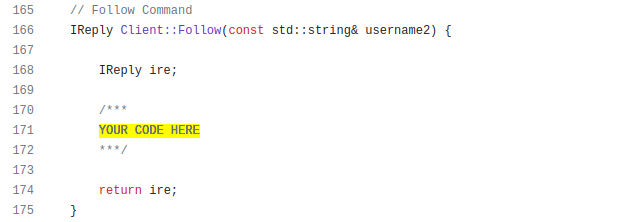 165 // Follow Command
166 IReply Client::Follow(const std::string& username2) {
167
168 IReply ire;
169
170 /***
171 YOUR CODE HERE
172 ***/
173
174 return ire;
175 }